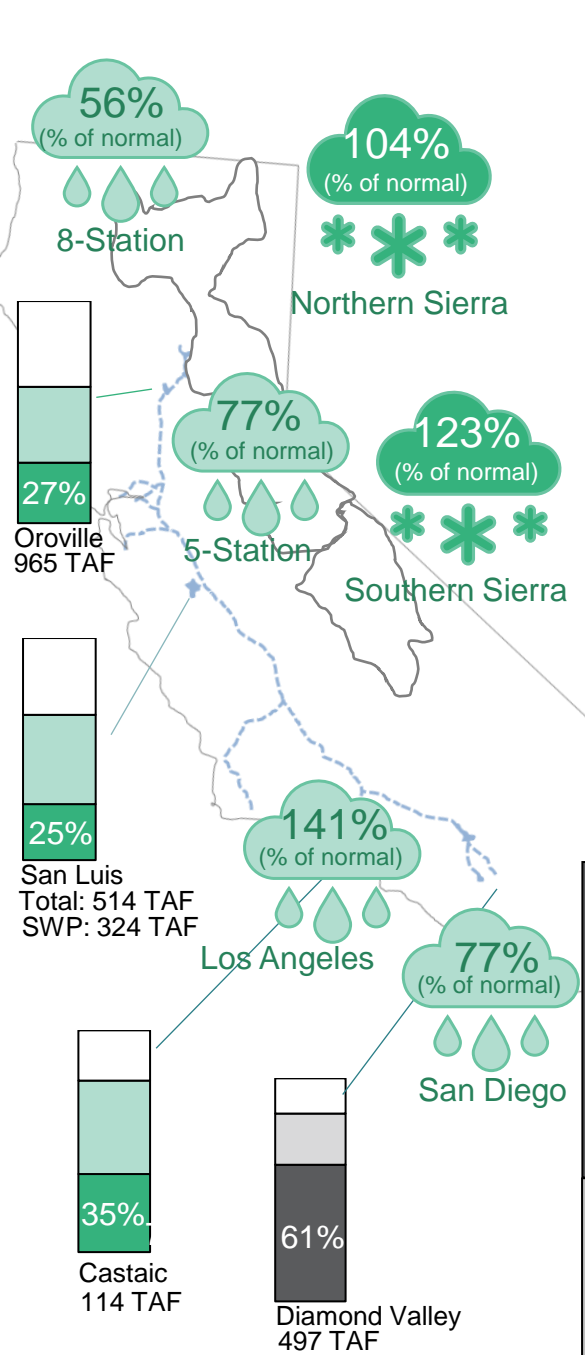 56%
(% of normal)
8-Station
104%
(% of normal)
Northern Sierra
27%
Oroville
965 TAF
77%
(% of normal)
5-Station
123%
(% of normal)
Southern Sierra
25%
San Luis
Total: 514 TAF
SWP: 324 TAF
141%
(% of normal)
Los Angeles
77%
(% of normal)
San Diego
35%
Castaic
114 TAF
61%
Diamond Valley
497 TAF